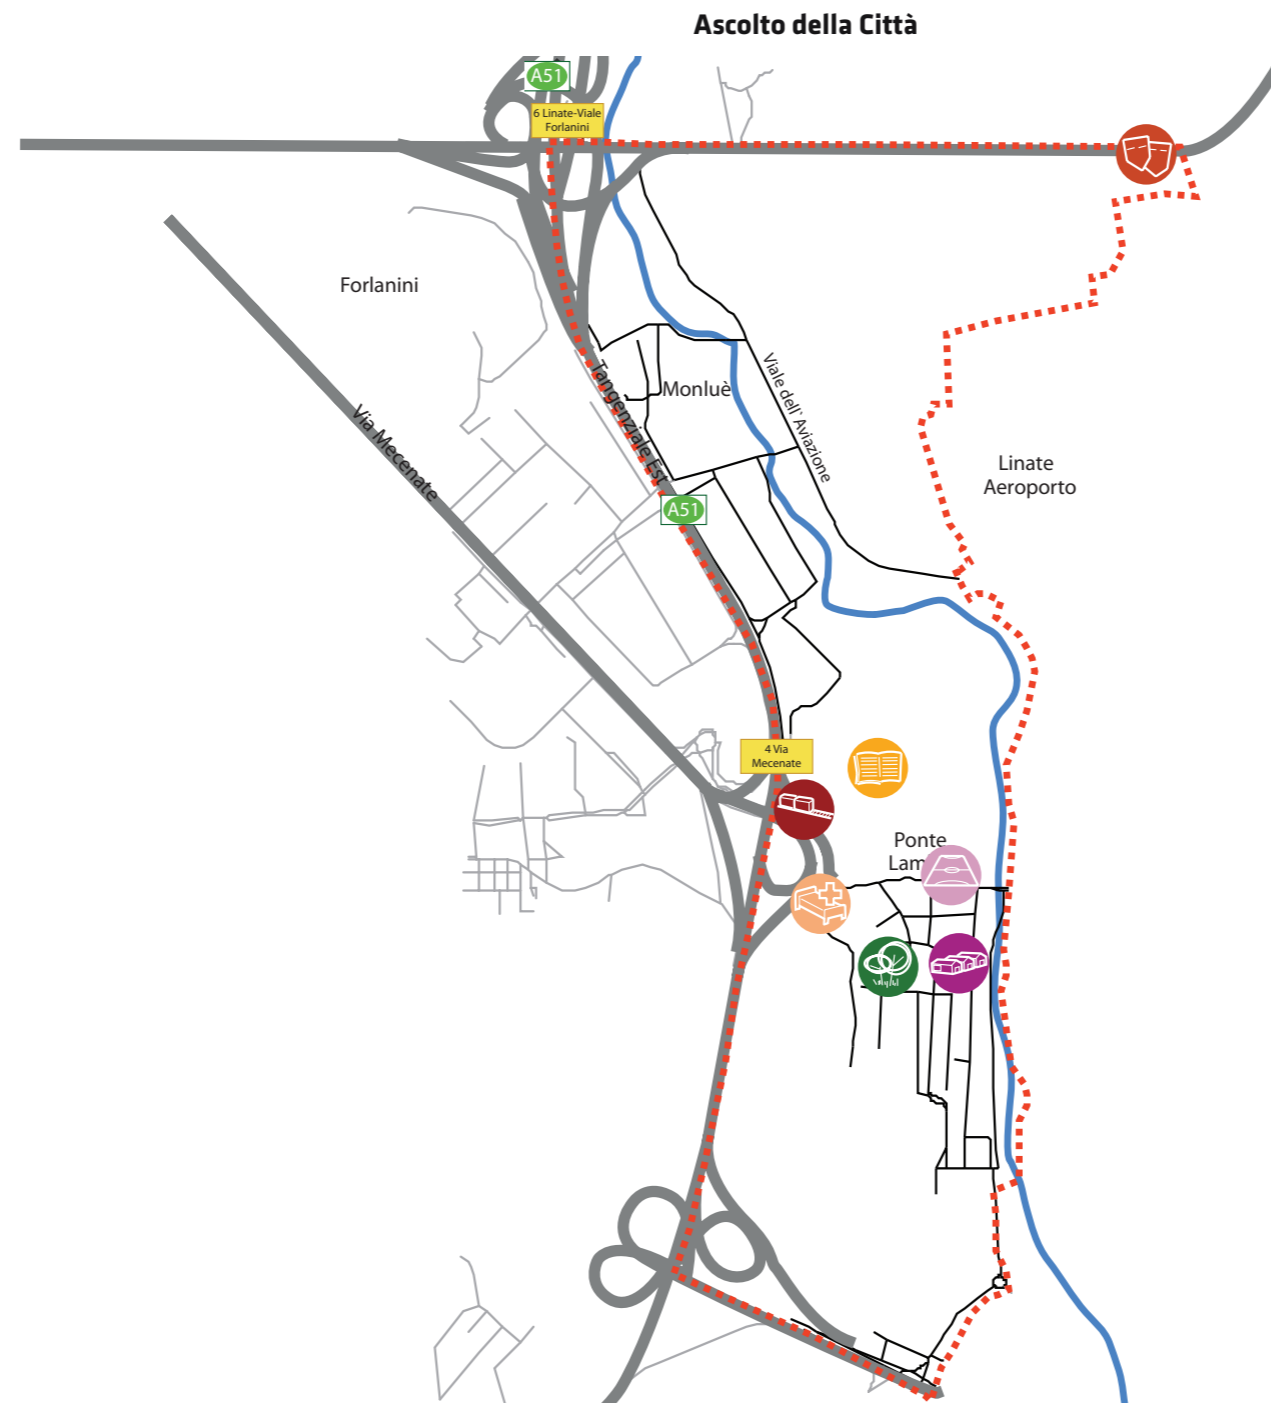 Ascolto della Città
A51
6 Linate-Viale
Forlanini
Forlanini
Tangenziale Est
Monluè
Viale dell'Aviazione
Via Mecenate
Linate
Aeroporto
A51
4 Via
Mecenate
Ponte